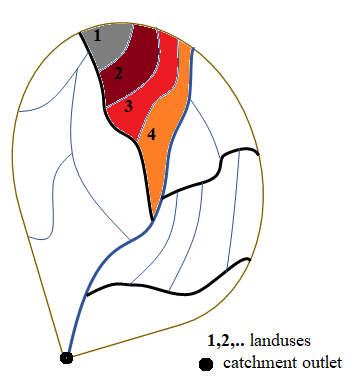 1
2
3
4
1,2,.. landuses
catchment outlet